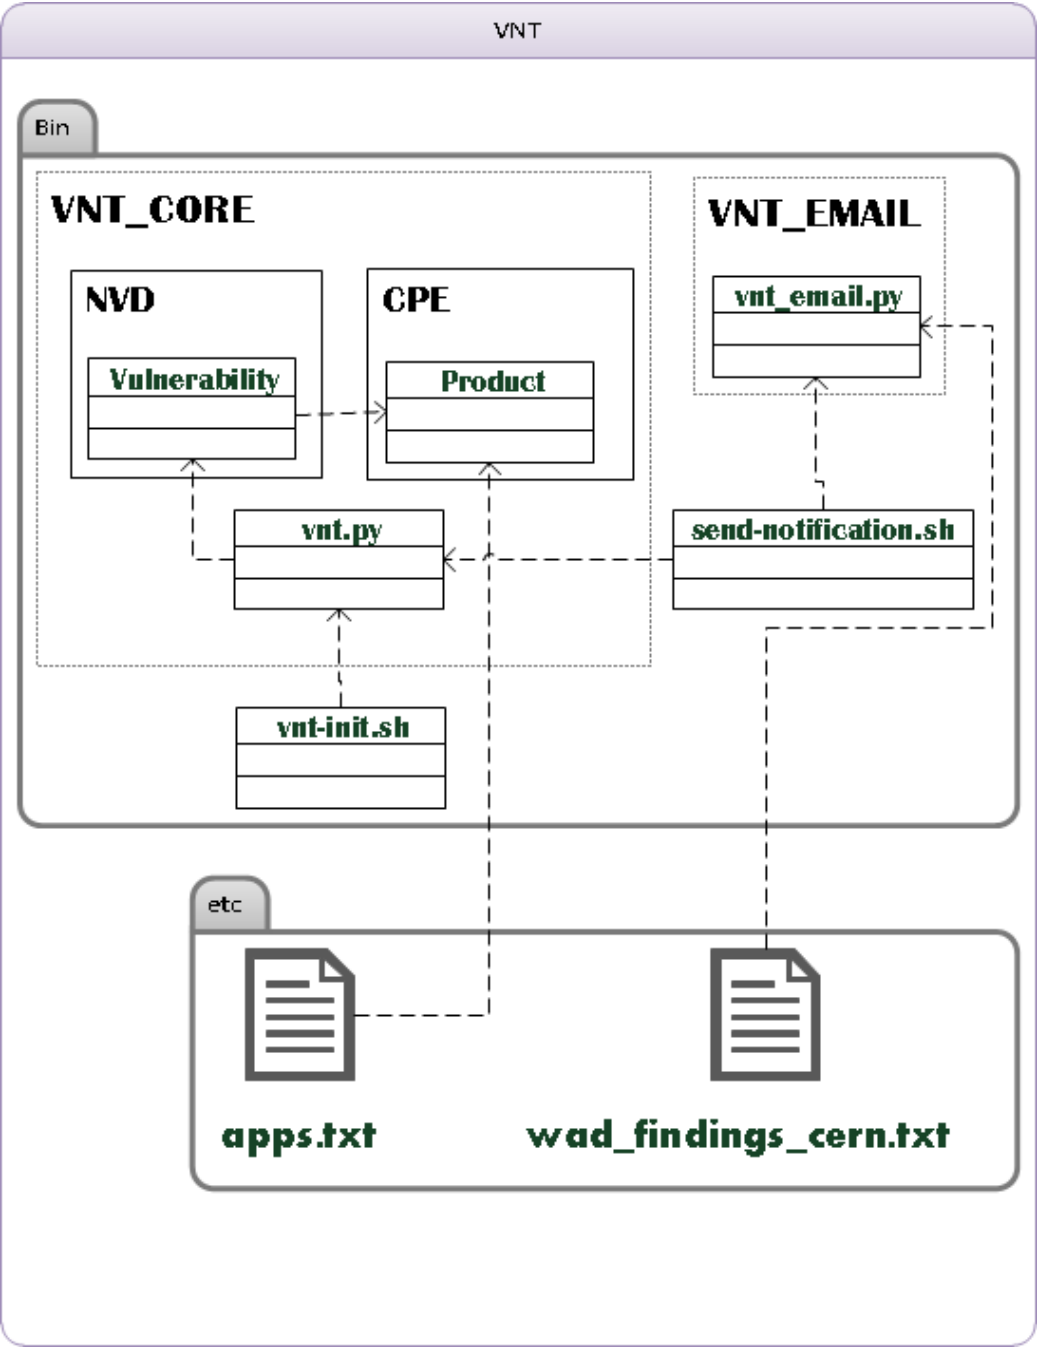 VNT
Bin
VNT_CORE
VNT_EMAIL
NVD
CPE
vnt_email.py
Vulnerability
Product
vnt.py
send-notification.sh
vnt-init.sh
etc
apps.txt
wad_findings_cern.txt